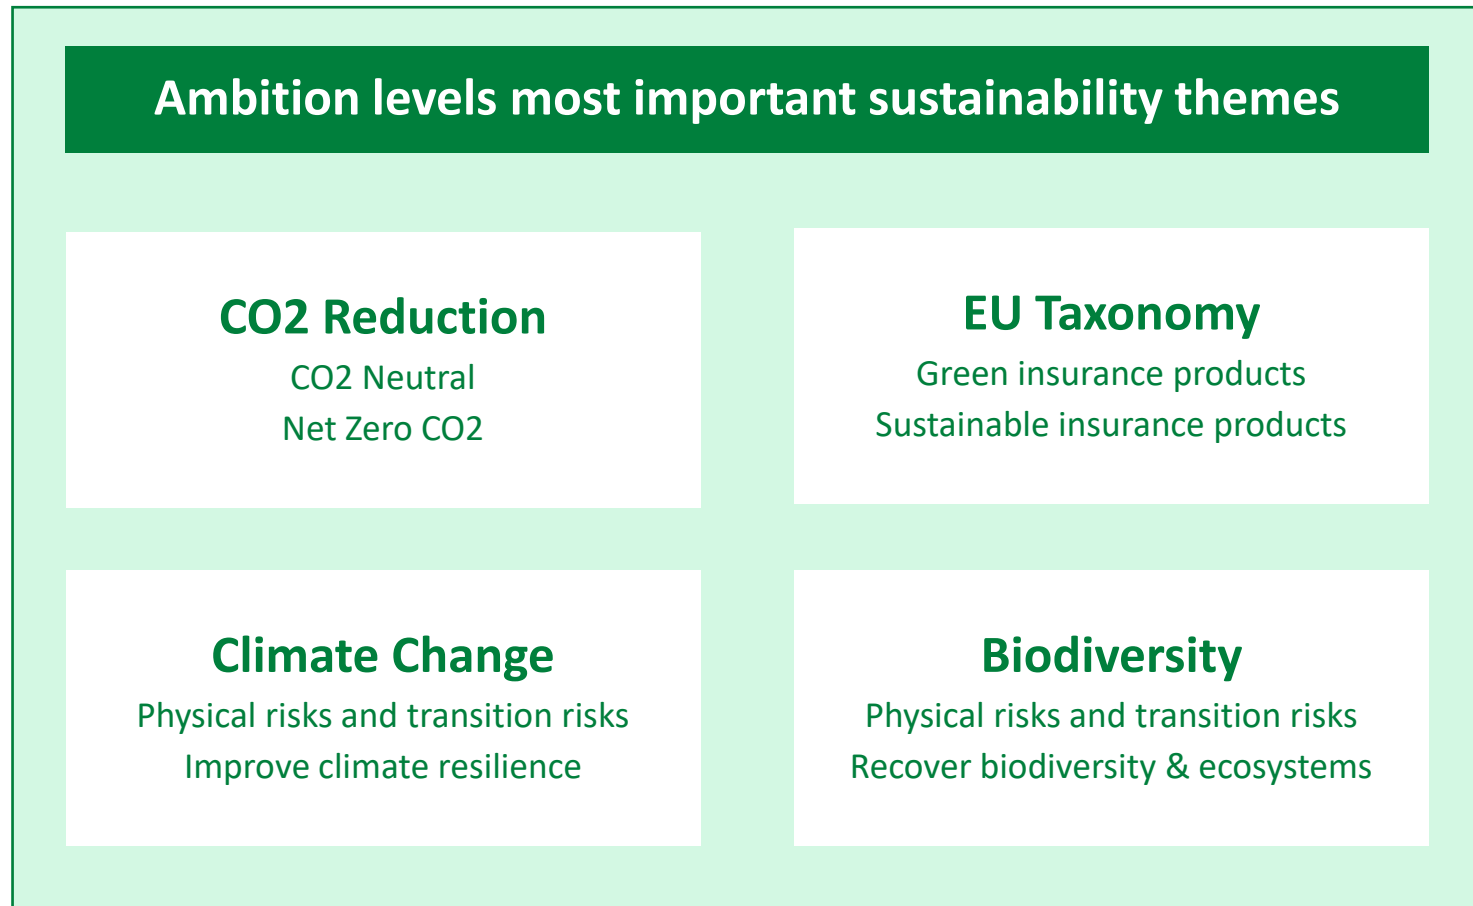 Ambition levels most important sustainability themes
CO2 Reduction
CO2 Neutral
Net Zero CO2
EU Taxonomy
Green insurance products
Sustainable insurance products
Climate Change
Physical risks and transition risks
Improve climate resilience
Biodiversity
Physical risks and transition risks
Recover biodiversity & ecosystems